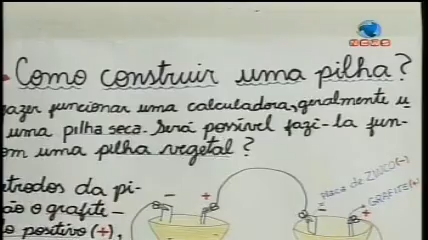 Como construir uma pilha?
fazer funcionar uma calculadora, geralmente u
uma pilha seca. Será possível fazê-la fun-
om uma pilha vegetal?
etrodos da pi-
ão o grafite-
o positivo (+),
- +
- +
placa de ZINCO (-)
GRAFITE (+)
NEWS